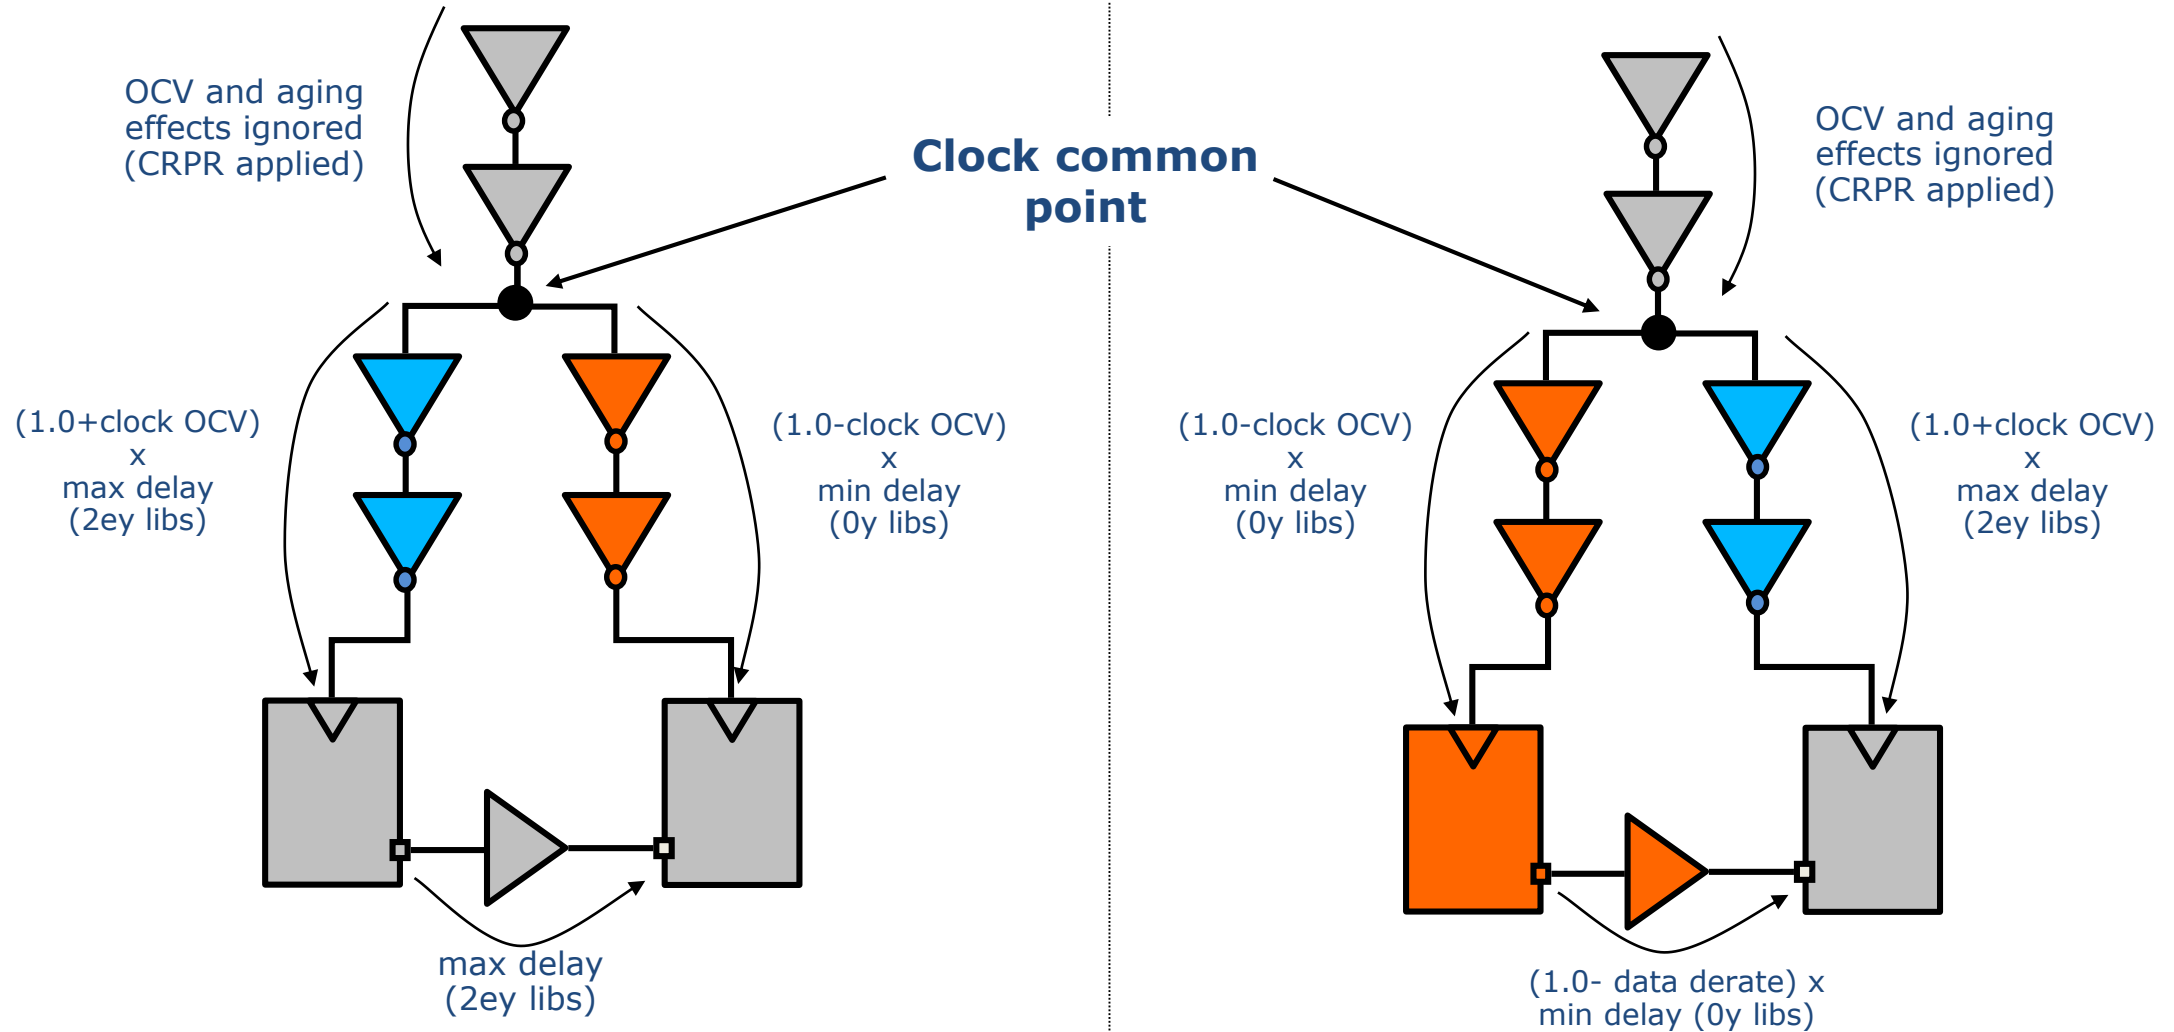 OCV and aging
effects ignored
(CRPR applied)
Clock common
point
OCV and aging
effects ignored
(CRPR applied)
(1.0+clock OCV)
x
max delay
(2ey libs)
(1.0-clock OCV)
x
min delay
(0y libs)
(1.0-clock OCV)
x
min delay
(0y libs)
(1.0+clock OCV)
x
max delay
(2ey libs)
max delay
(2ey libs)
(1.0- data derate) x
min delay (0y libs)